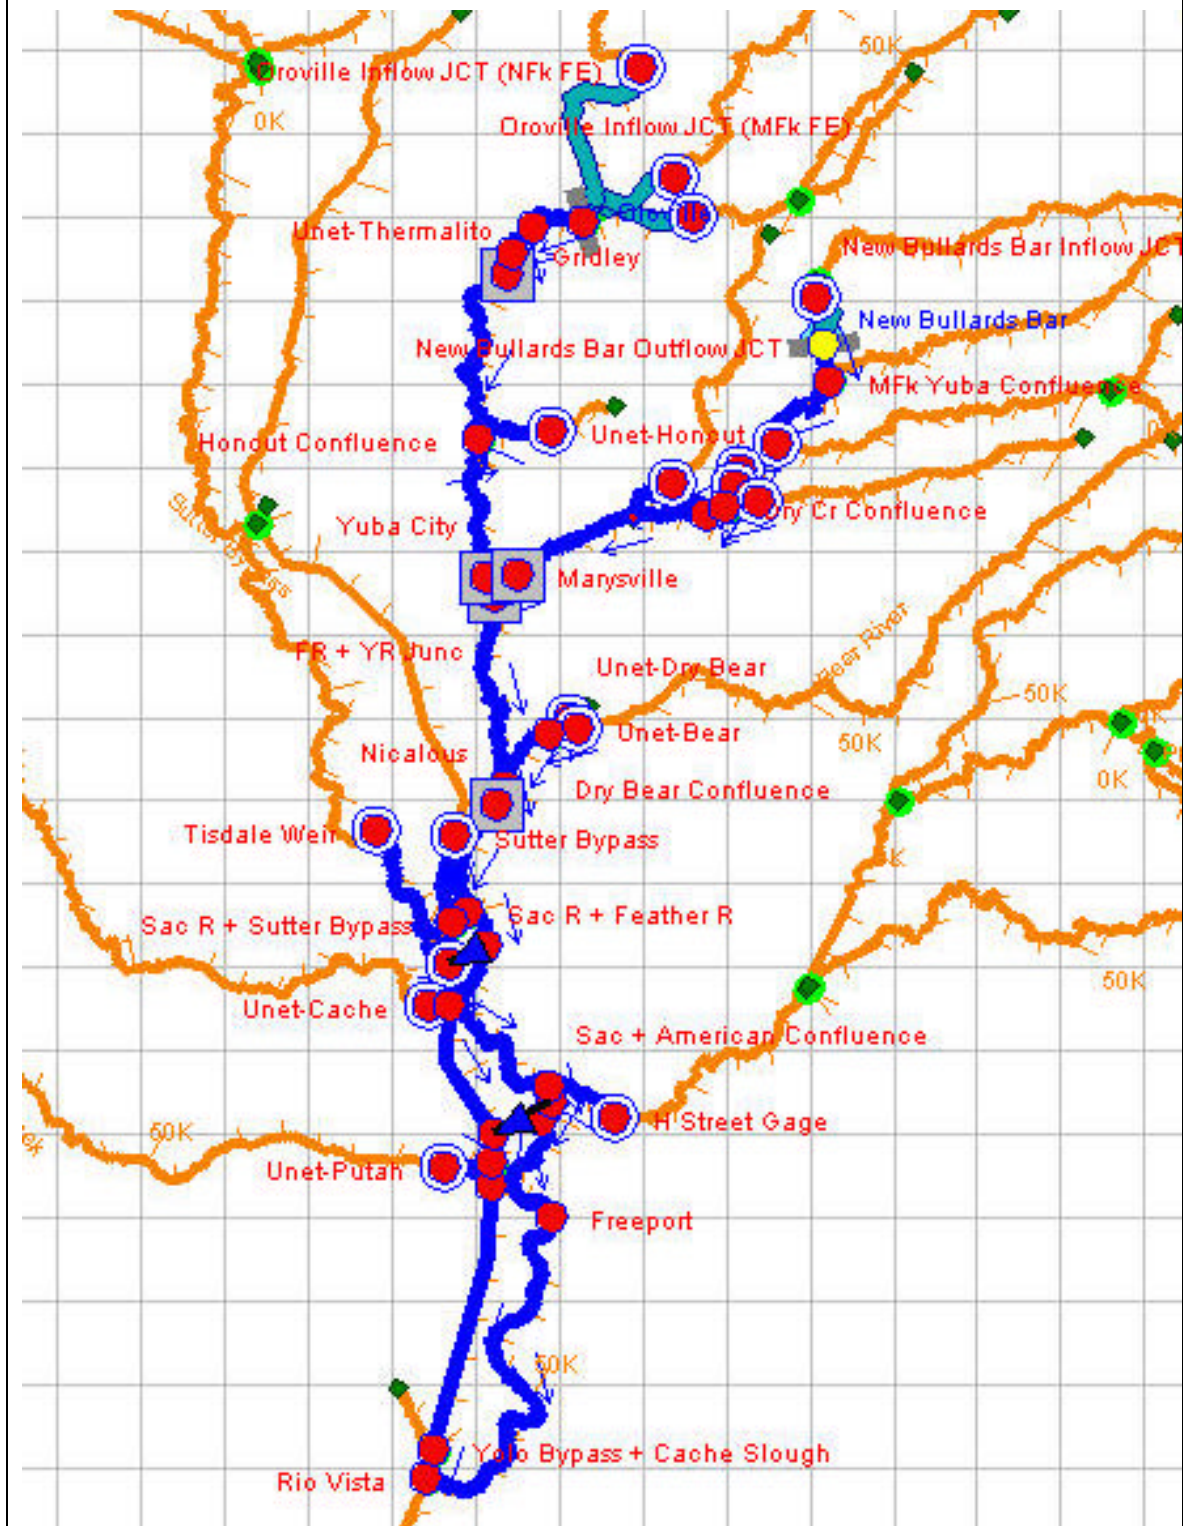 50K
Oroville Inflow JCT (NFk FE)
0K
Oroville Inflow JCT (MFk FE)
Oroville
Unet-Thermalito
Gridley
New Bullards Bar Inflow JCT
New Bullards Bar
New Bullards Bar Outflow JCT
MFk Yuba Confluence
Honcut Confluence
Unet-Honcut
Sutter Bypass
Yuba City
Dry Cr Confluence
Marysville
FR + YR Junc
Unet-Dry Bear
Bear River
50K
Nicalous
Unet-Bear
50K
0K
Dry Bear Confluence
Tisdale Weir
Sutter Bypass
Sac R + Sutter Bypass
Sac R + Feather R
50K
Unet-Cache
Sac + American Confluence
50K
H Street Gage
Unet-Putah
Freeport
50K
Yolo Bypass + Cache Slough
Rio Vista